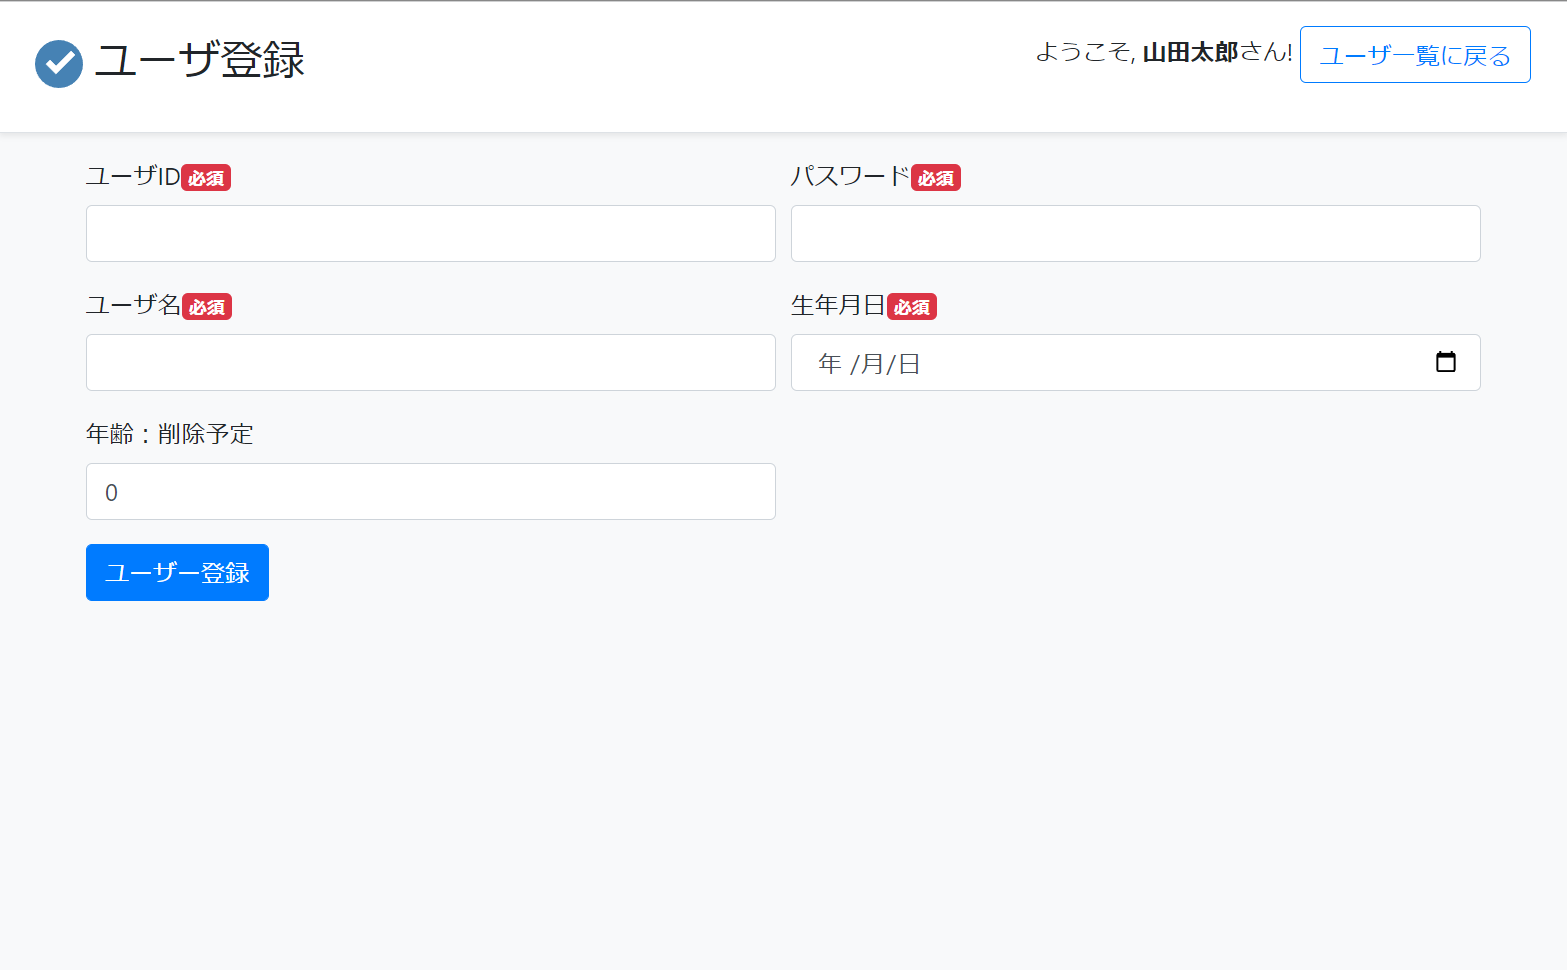 ユーザ登録
ようこそ, 山田太郎さん! ユーザ一覧に戻る
ユーザID必須
パスワード必須
ユーザ名必須
生年月日必須
年 /月/日
年齢：削除予定
0
ユーザー登録